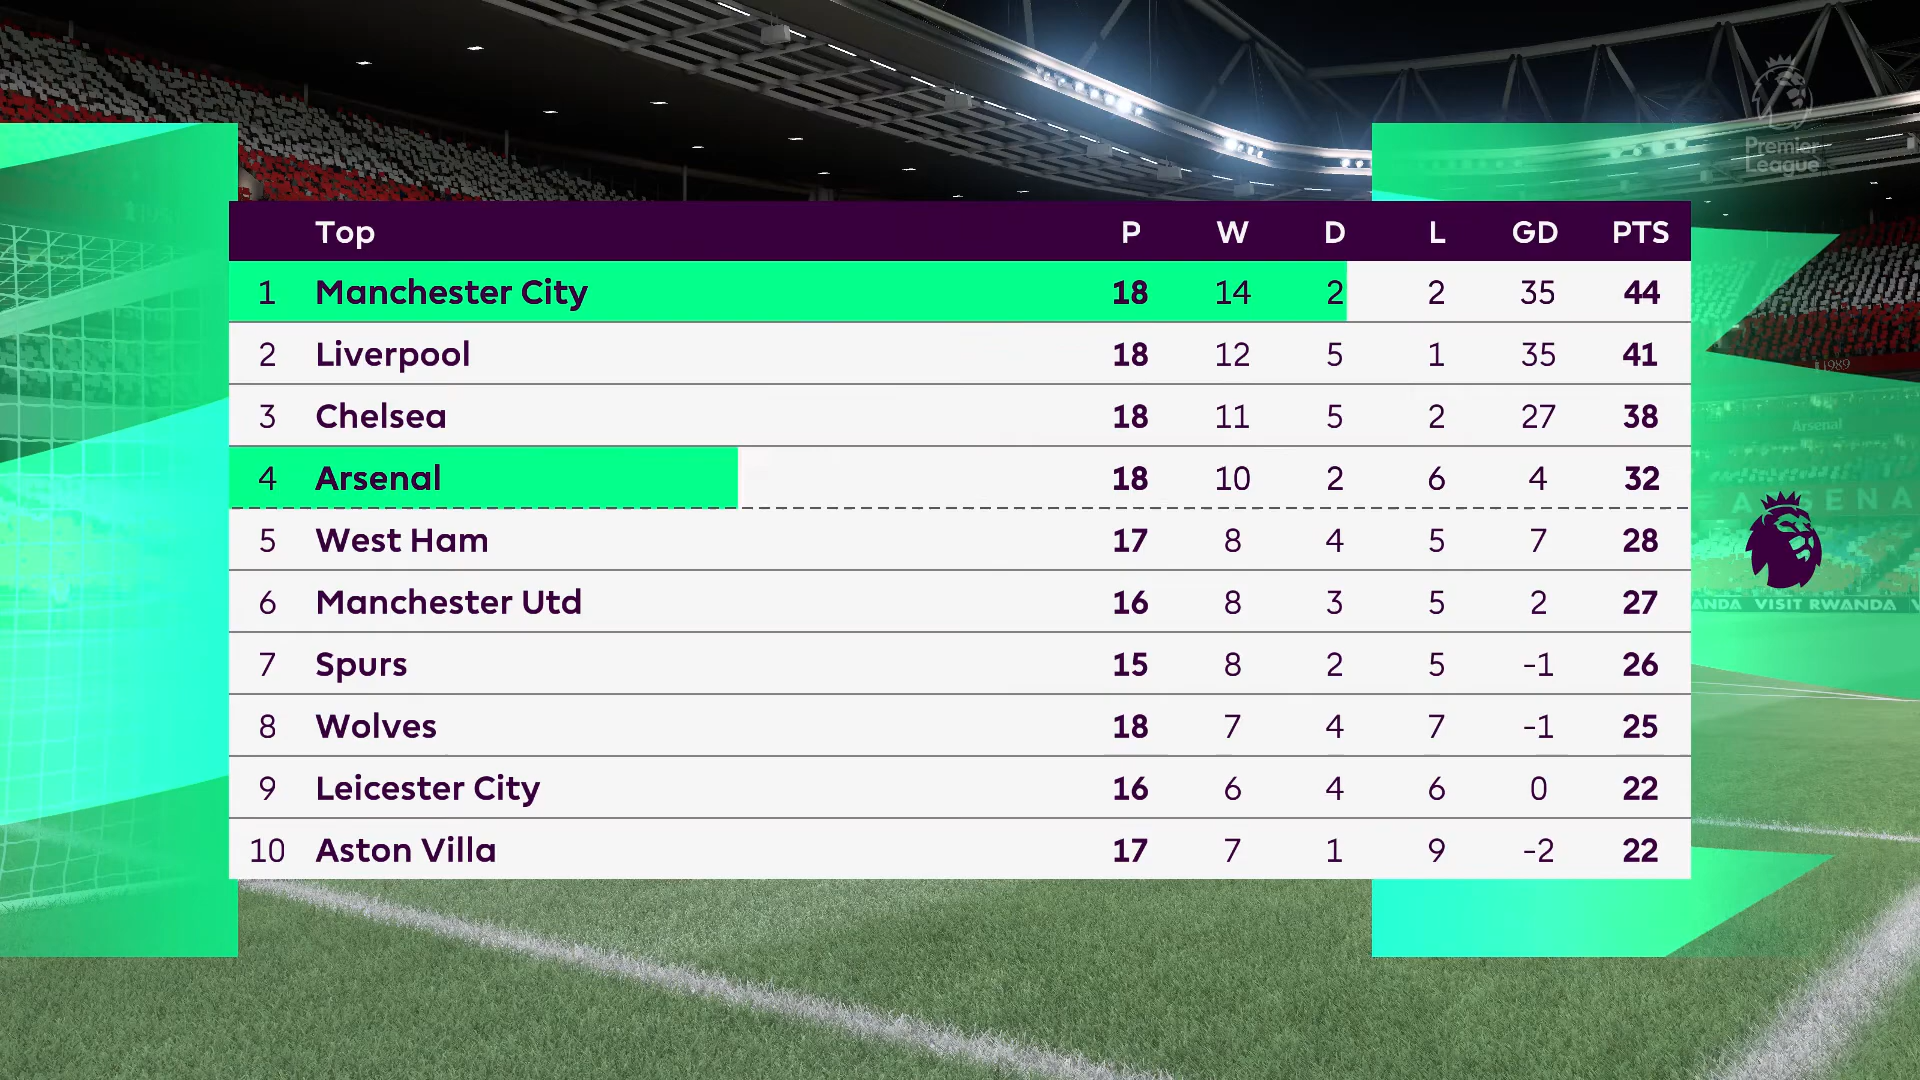 Premier
League
Top P W D L GD PTS
1 Manchester City 18 14 2 2 35 44
2 Liverpool 18 12 5 1 35 41
3 Chelsea 18 11 5 2 27 38
4 Arsenal 18 10 2 6 4 32
5 West Ham 17 8 4 5 7 28
6 Manchester Utd 16 8 3 5 2 27
7 Spurs 15 8 2 5 -1 26
8 Wolves 18 7 4 7 -1 25
9 Leicester City 16 6 4 6 0 22
10 Aston Villa 17 7 1 9 -2 22
1989
Arsenal
ARSENA
ANDA VISIT RWANDA V